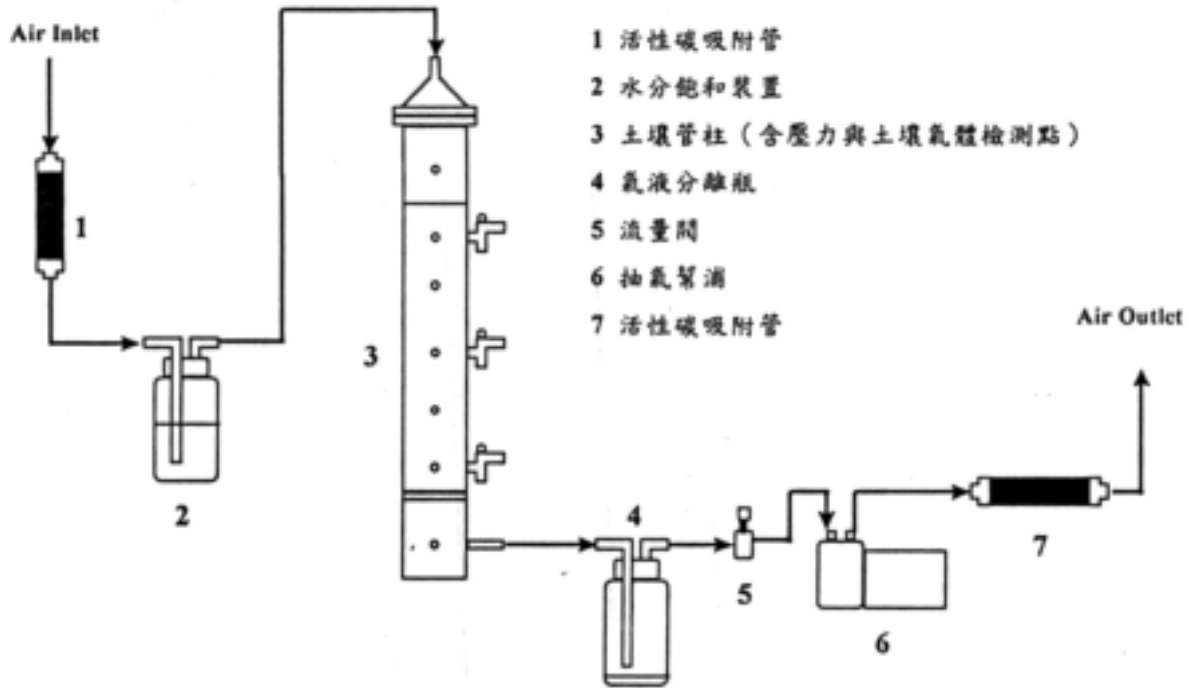 Air Inlet
1 活性碳吸附管
2 水分飽和裝置
3 土壤管柱（含壓力與土壤氣體檢測點）
4 氣液分離瓶
5 流量閥
6 抽氣幫浦
7 活性碳吸附管
Air Outlet
1
2
3
4
5
6
7